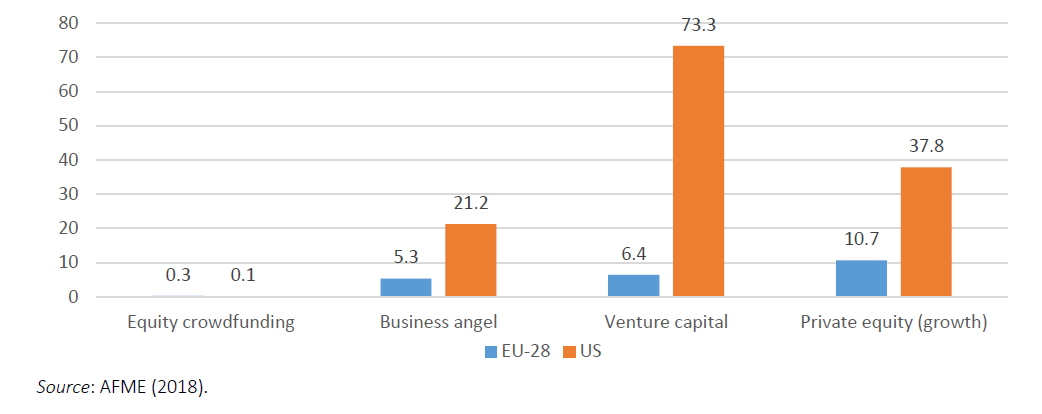 80
73.3
70
60
50
40
37.8
30
21.2
20
10.7
10
5.3
6.4
0.3
0.1
0
Equity crowdfunding
Business angel
Venture capital
Private equity (growth)
EU-28
US
Source: AFME (2018).